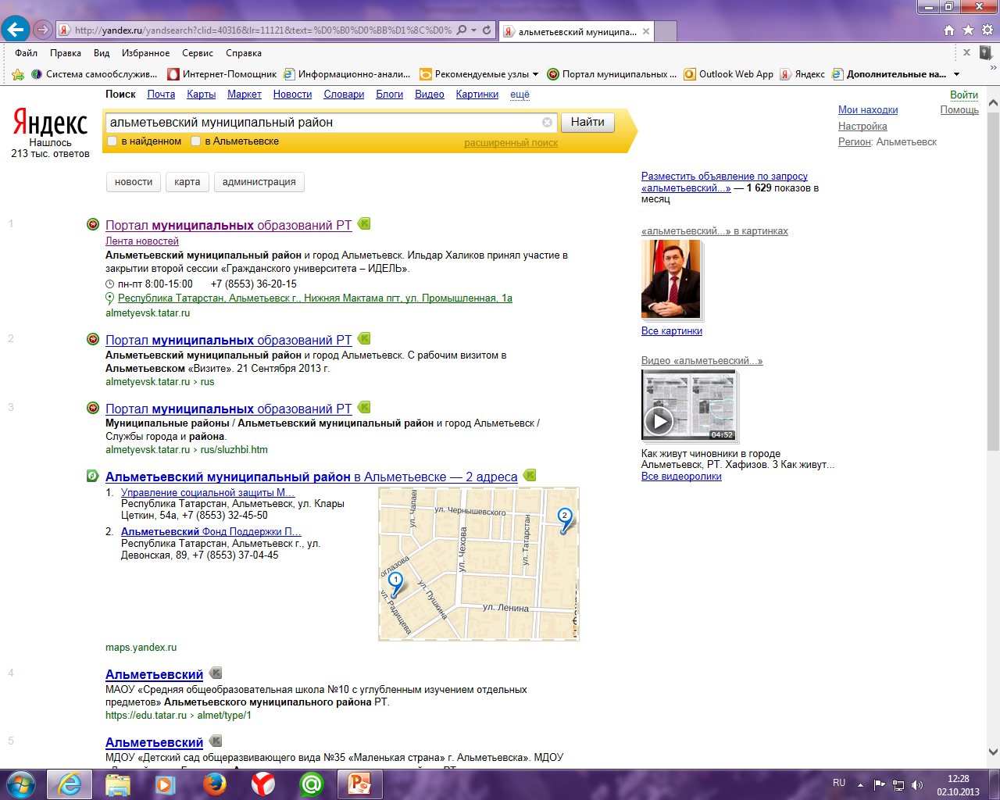 http://yandex.ru/yandsearch?clid=40316&lr=11121&text=%D0%B0%D0%BB%D1%8C%D0%
альметьевский муниципа...
Файл Правка Вид Избранное Сервис Справка
Система самообслужив... Интернет-Помощник Информационно-анали... Рекомендуемые узлы Портал муниципальных ... Outlook Web App Яндекс Дополнительные на...
Поиск Почта Карты Маркет Новости Словари Блоги Видео Картинки ещё
Войти
Мои находки Помощь
Настройка
Регион: Альметьевск
Яндекс
Нашлось
213 тыс. ответов
альметьевский муниципальный район
Найти
в найденном в Альметьевске расширенный поиск
новости карта администрация
1
Портал муниципальных образований РТ
Лента новостей
Альметьевский муниципальный район и город Альметьевск. Ильдар Халиков принял участие в
закрытии второй сессии «Гражданского университета – ИДЕЛЬ».
пн-пт 8:00-15:00 +7 (8553) 36-20-15
Республика Татарстан, Альметьевск г., Нижняя Мактама пгт, ул. Промышленная, 1а
almetyevsk.tatar.ru
2
Портал муниципальных образований РТ
Альметьевский муниципальный район и город Альметьевск. С рабочим визитом в
Альметьевском «Визите». 21 Сентября 2013 г.
almetyevsk.tatar.ru › rus
3
Портал муниципальных образований РТ
Муниципальные районы / Альметьевский муниципальный район и город Альметьевск /
Службы города и района.
almetyevsk.tatar.ru › rus/sluzhbi.htm
Альметьевский муниципальный район в Альметьевске — 2 адреса
1. Управление социальной защиты М...
Республика Татарстан, Альметьевск, ул. Клары
Цеткин, 54а, +7 (8553) 32-45-50
2. Альметьевский Фонд Поддержки П...
Республика Татарстан, Альметьевск г., ул.
Девонская, 89, +7 (8553) 37-04-45
ул. Чапаев
ул. Чернышевского
2
ул. Чехова
ул. Татарстан
1
ул. Пушкина
ул. Радищева
ул. Ленина
maps.yandex.ru
4
Альметьевский
МАОУ «Средняя общеобразовательная школа №10 с углубленным изучением отдельных
предметов» Альметьевского муниципального района РТ.
https://edu.tatar.ru › almet/type/1
5
Альметьевский
МДОУ «Детский сад общеразвивающего вида №35 «Маленькая страна» г. Альметьевска». МДОУ
Разместить объявление по запросу
«альметьевский...» — 1 629 показов в
месяц
«альметьевский...» в картинках
Все картинки
Видео «альметьевский...»
04:52
Как живут чиновники в городе
Альметьевск, РТ. Хафизов. 3 Как живут...
Все видеоролики
RU
12:28
02.10.2013